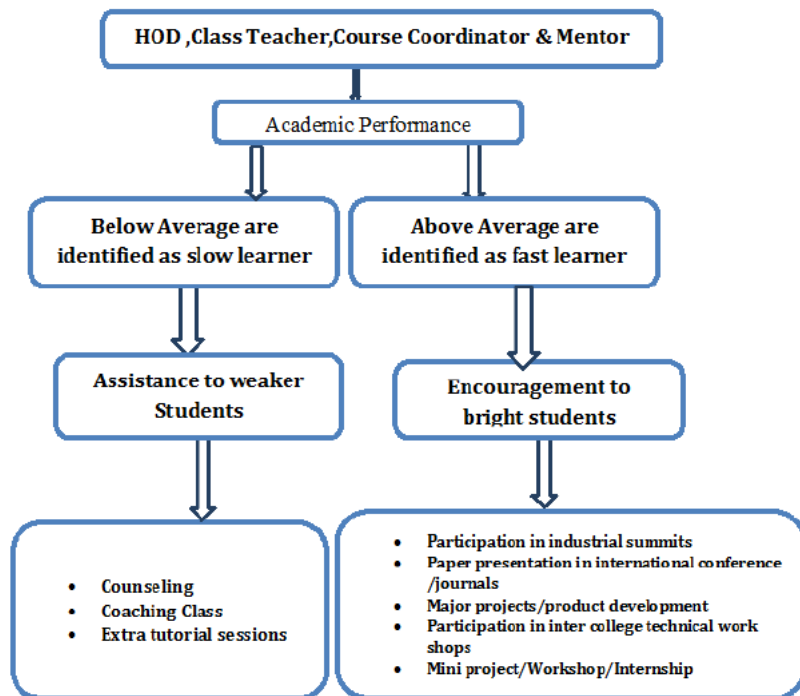 HOD ,Class Teacher,Course Coordinator & Mentor
Academic Performance
Below Average are
identified as slow learner
Above Average are
identified as fast learner
Assistance to weaker
Students
Encouragement to
bright students
• Counseling
• Coaching Class
• Extra tutorial sessions
• Participation in industrial summits
• Paper presentation in international conference
/journals
• Major projects/product development
• Participation in inter college technical work
shops
• Mini project/Workshop/Internship